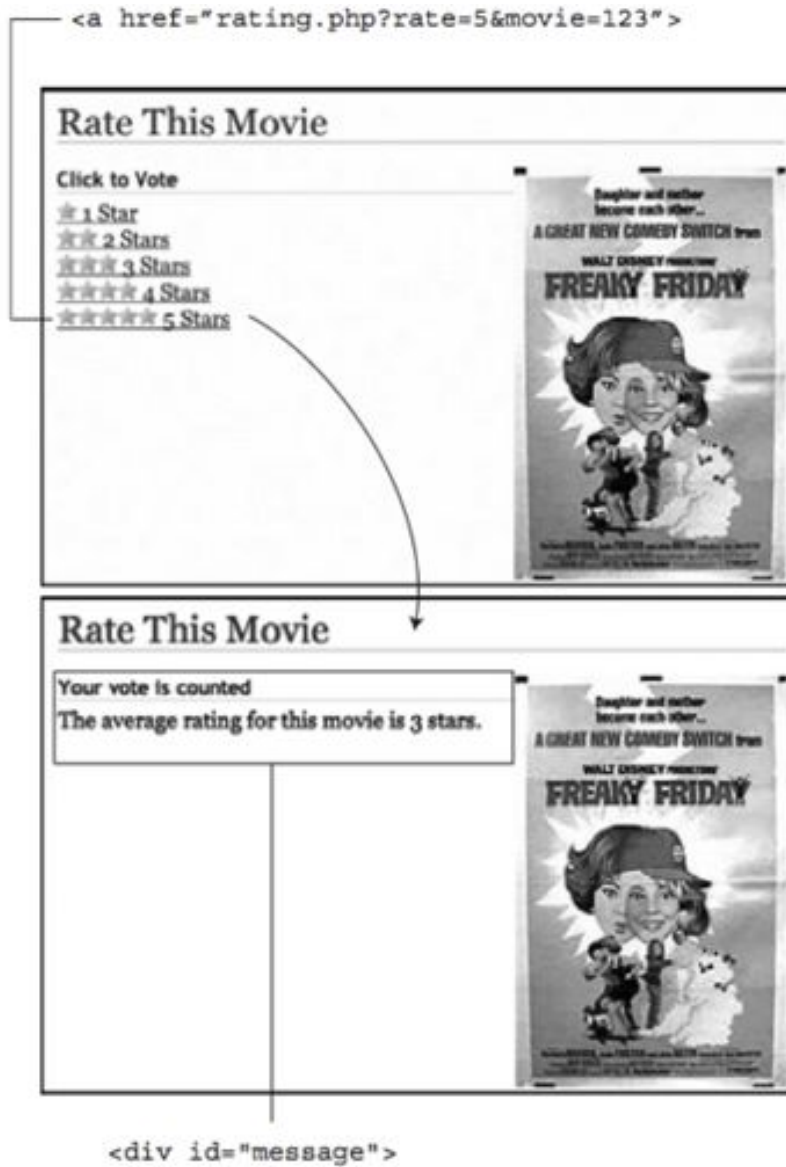 <a href="rating.php?rate=5&movie=123">
Rate This Movie
Click to Vote
1 Star
2 Stars
3 Stars
4 Stars
5 Stars
Daughter and mother
become each other...
A GREAT NEW COMEDY SWITCH from
WALT DISNEY PRODUCTIONS'
FREAKY FRIDAY
Rate This Movie
Your vote is counted
The average rating for this movie is 3 stars.
Daughter and mother
become each other...
A GREAT NEW COMEDY SWITCH from
WALT DISNEY PRODUCTIONS'
FREAKY FRIDAY
<div id="message">